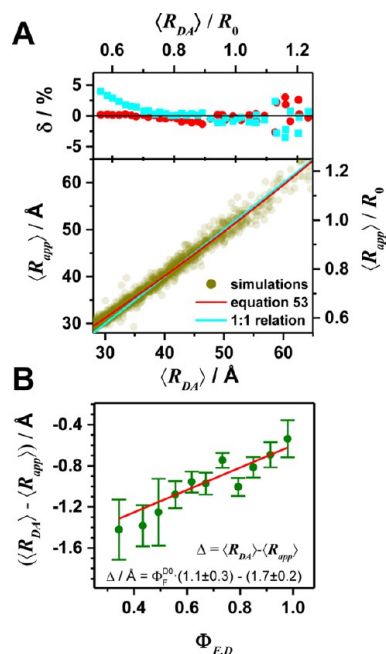 A
⟨R_DA⟩ / R_0
0.6 0.8 1.0 1.2
δ / %
5
0
-5
⟨R_app⟩ / Å
60
50
40
30
1.2
1.0
0.8
0.6
⟨R_app⟩ / R_0
simulations
equation 53
1:1 relation
30 40 50 60
⟨R_DA⟩ / Å
B
(⟨R_DA⟩ - ⟨R_app⟩) / Å
-0.4
-0.8
-1.2
-1.6
Δ = ⟨R_DA⟩-⟨R_app⟩
Δ / Å = Φ_F^D0·(1.1±0.3) - (1.7±0.2)
0.4 0.6 0.8 1.0
Φ_F,D